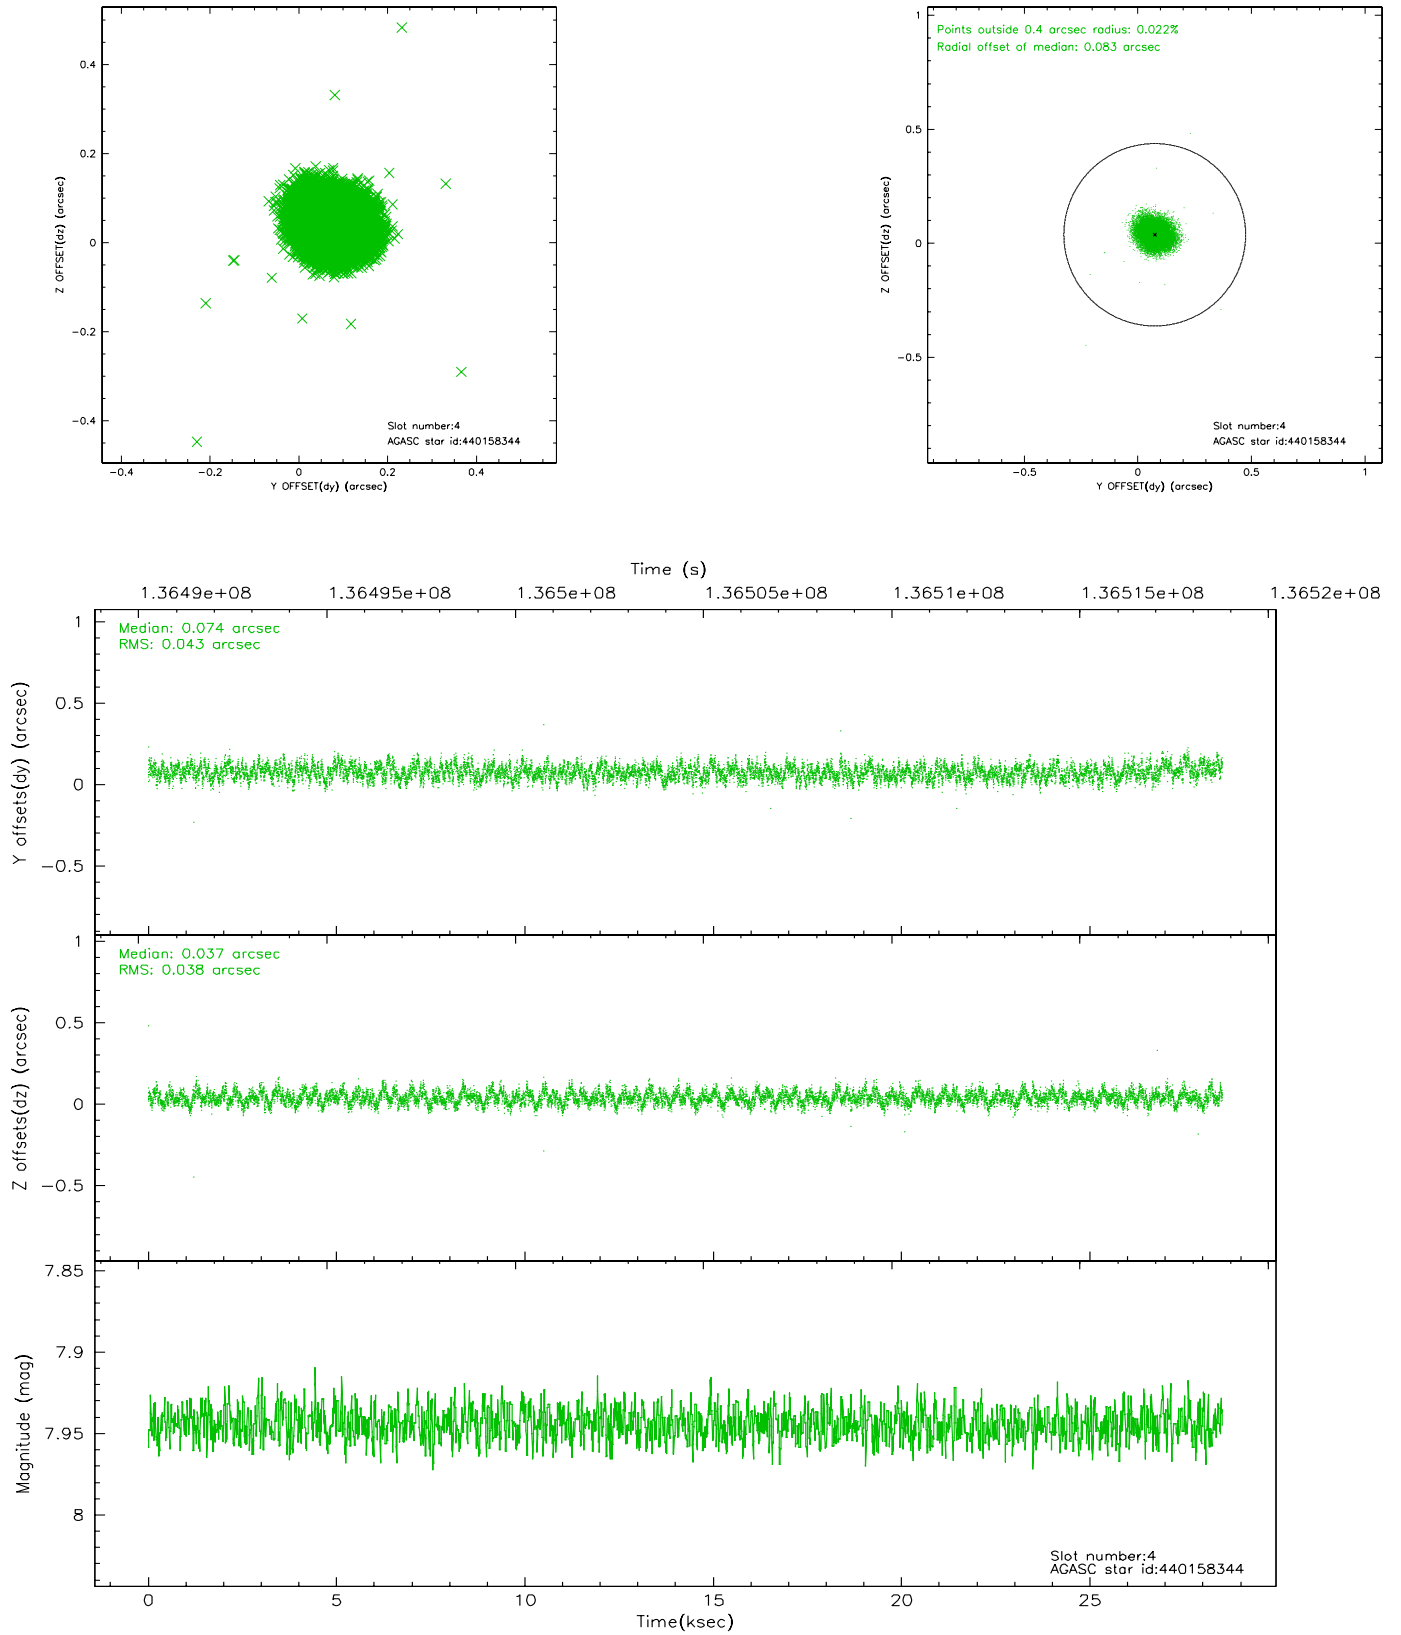 0.4
0.2
0
−0.2
−0.4
Z OFFSET(dz) (arcsec)
Slot number:4
AGASC star id:440158344
−0.4 −0.2 0 0.2 0.4
Y OFFSET(dy) (arcsec)
Points outside 0.4 arcsec radius: 0.022%
Radial offset of median: 0.083 arcsec
1
0.5
0
−0.5
Z OFFSET(dz) (arcsec)
Slot number:4
AGASC star id:440158344
−0.5 0 0.5 1
Y OFFSET(dy) (arcsec)
Time (s)
1.3649e+08 1.36495e+08 1.365e+08 1.36505e+08 1.3651e+08 1.36515e+08 1.3652e+08
Median: 0.074 arcsec
RMS: 0.043 arcsec
1
0.5
0
−0.5
Y offsets(dy) (arcsec)
Median: 0.037 arcsec
RMS: 0.038 arcsec
1
0.5
0
−0.5
Z offsets(dz) (arcsec)
7.85
7.9
7.95
8
Magnitude (mag)
Slot number:4
AGASC star id:440158344
0 5 10 15 20 25
Time(ksec)